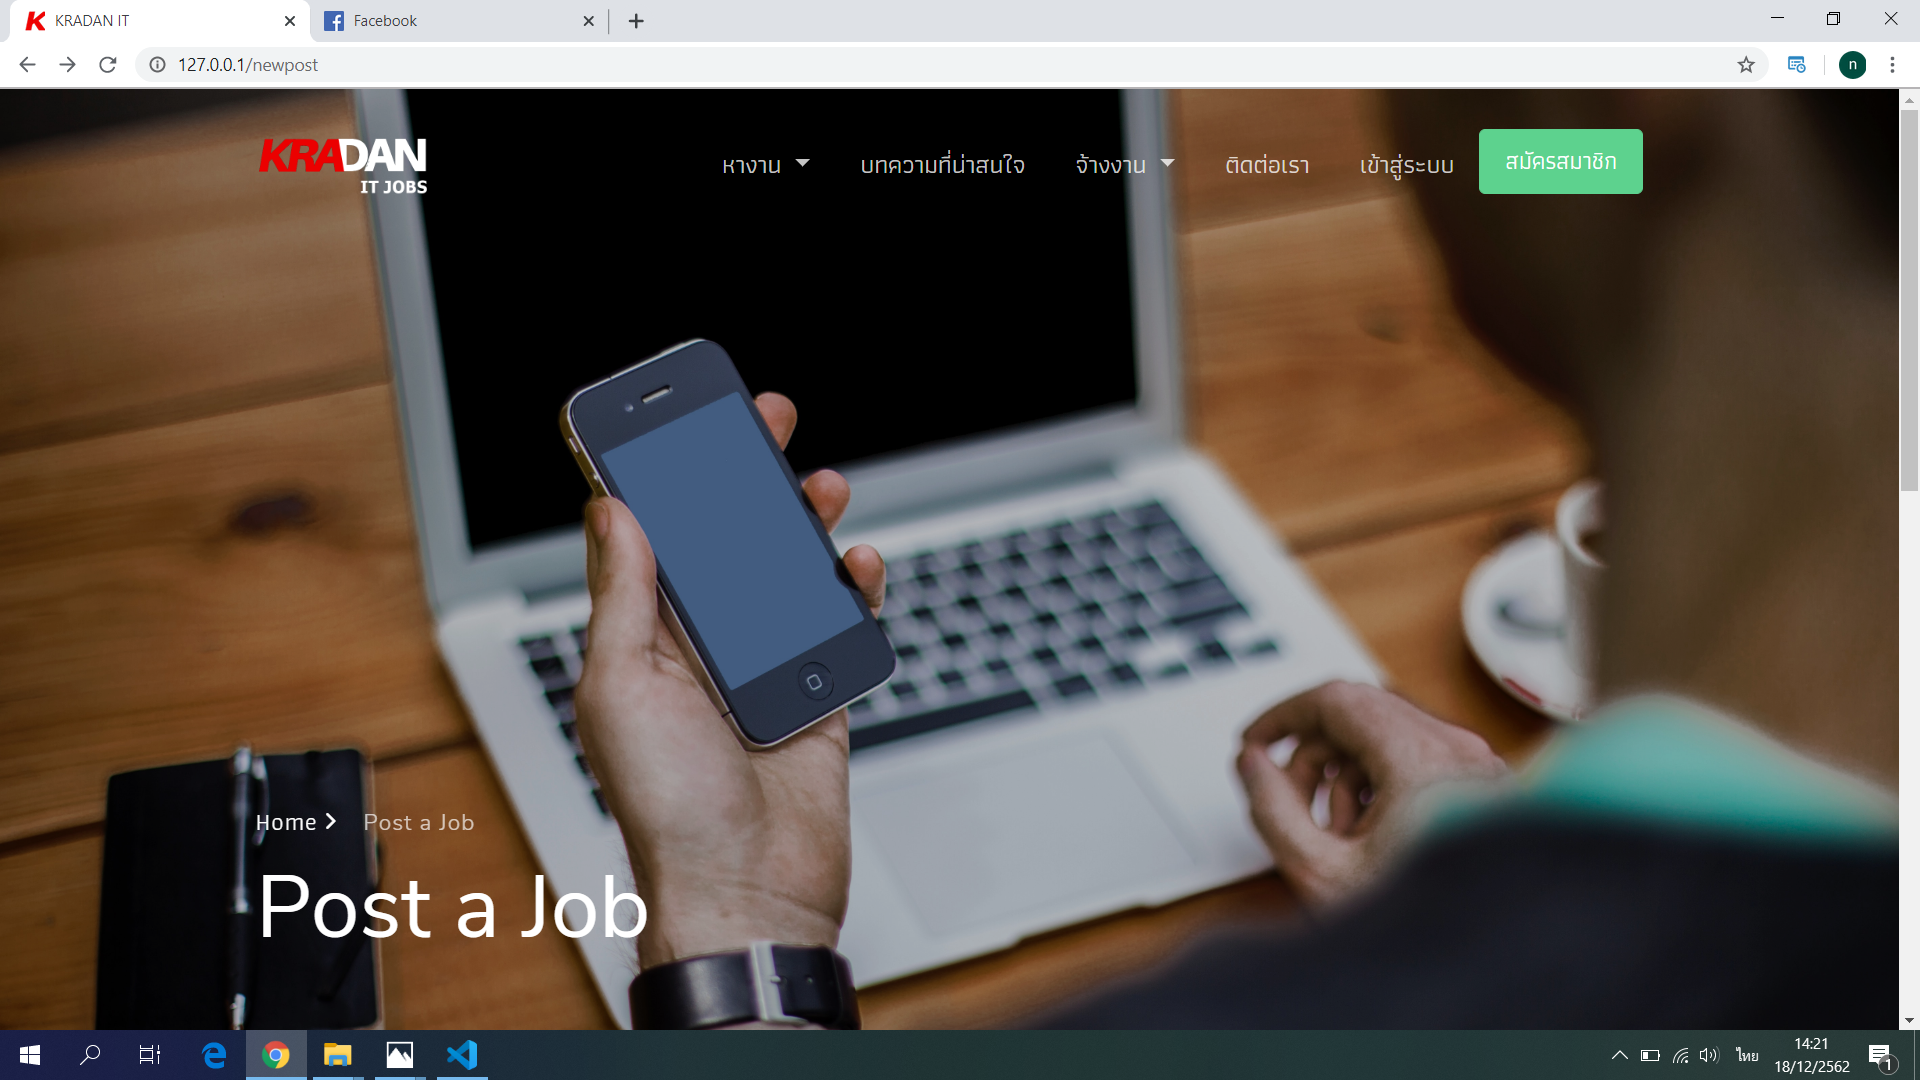 KRADAN IT
Facebook
127.0.0.1/newpost
n
KRADAN
IT JOBS
หางาน
บทความที่น่าสนใจ
จ้างงาน
ติดต่อเรา
เข้าสู่ระบบ
สมัครสมาชิก
Home
Post a Job
Post a Job
ไทย
14:21
18/12/2562
1